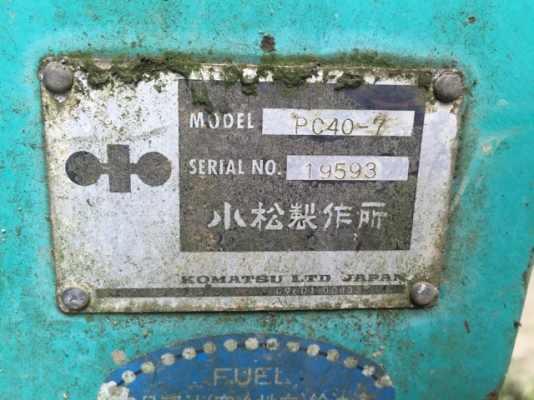 MODEL PC40-7
SERIAL NO. 19593
小松製作所
KOMATSU LTD JAPAN
FUEL